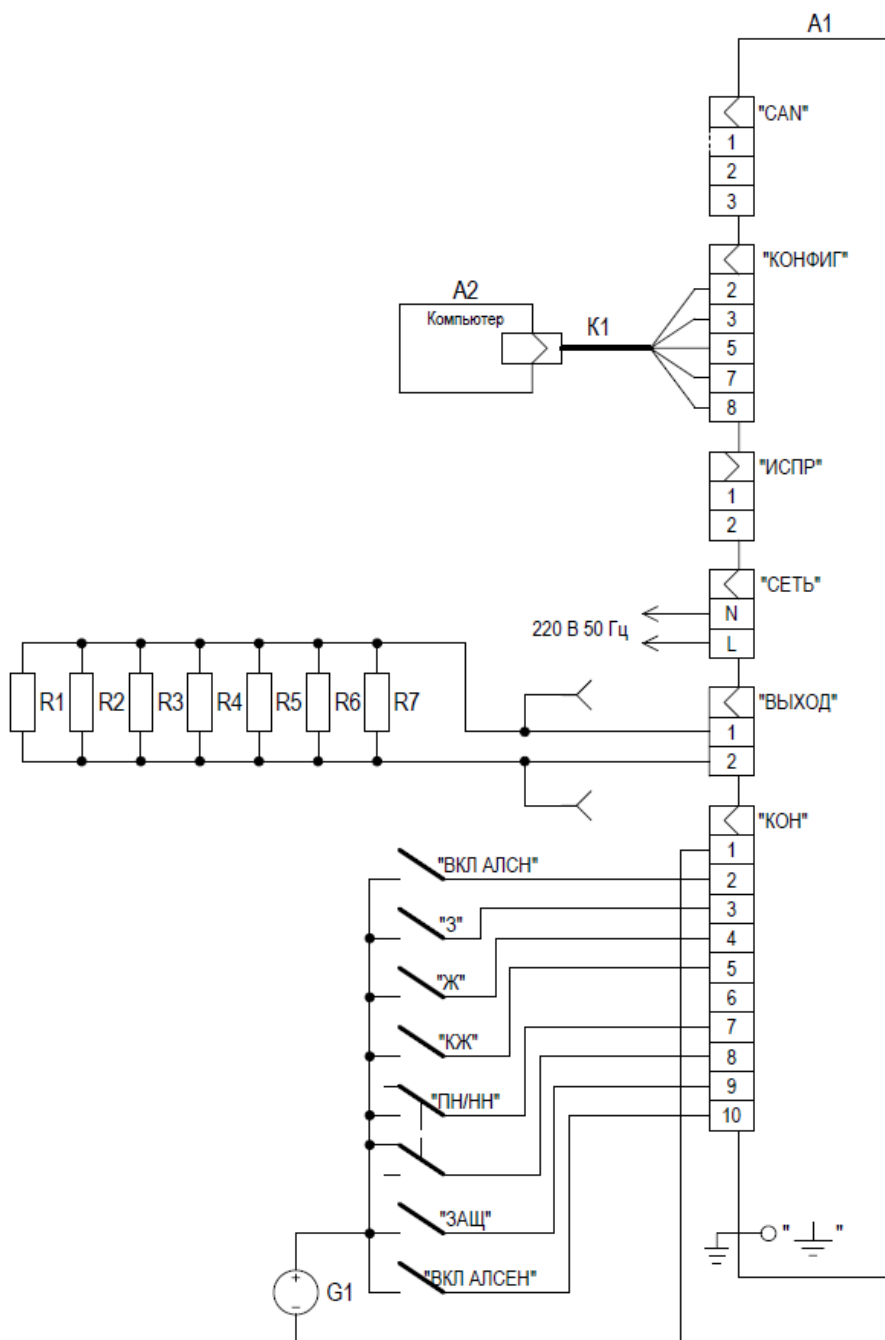 A1
"CAN"
1
2
3
"КОНФИГ"
2
3
5
7
8
A2
Компьютер
K1
"ИСПР"
1
2
"СЕТЬ"
N
L
220 В 50 Гц
R1 R2 R3 R4 R5 R6 R7
"ВЫХОД"
1
2
"КОН"
1
2
3
4
5
6
7
8
9
10
"ВКЛ АЛСН"
"З"
"Ж"
"КЖ"
"ПН/НН"
"ЗАЩ"
"ВКЛ АЛСЕН"
G1
+
−
" "